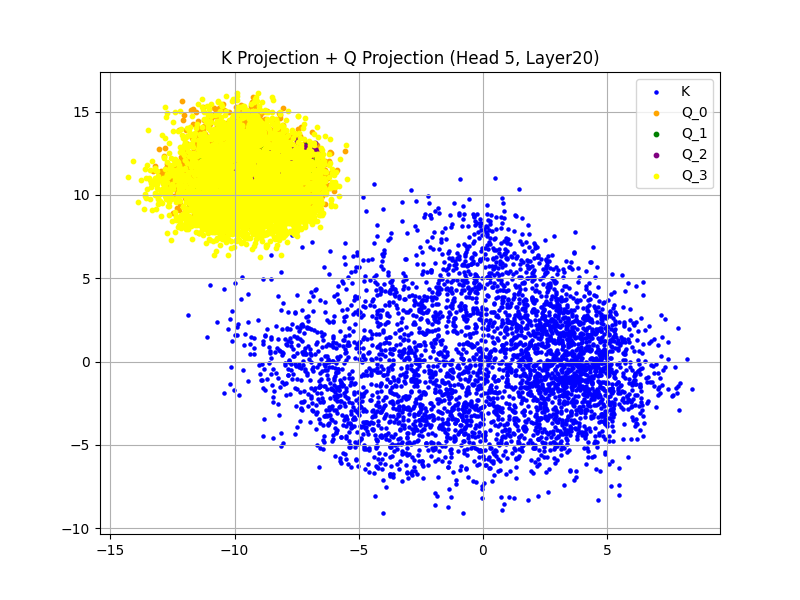 K Projection + Q Projection (Head 5, Layer20)
K
Q_0
Q_1
Q_2
Q_3
15
10
5
0
−5
−10
−15
−10
−5
0
5